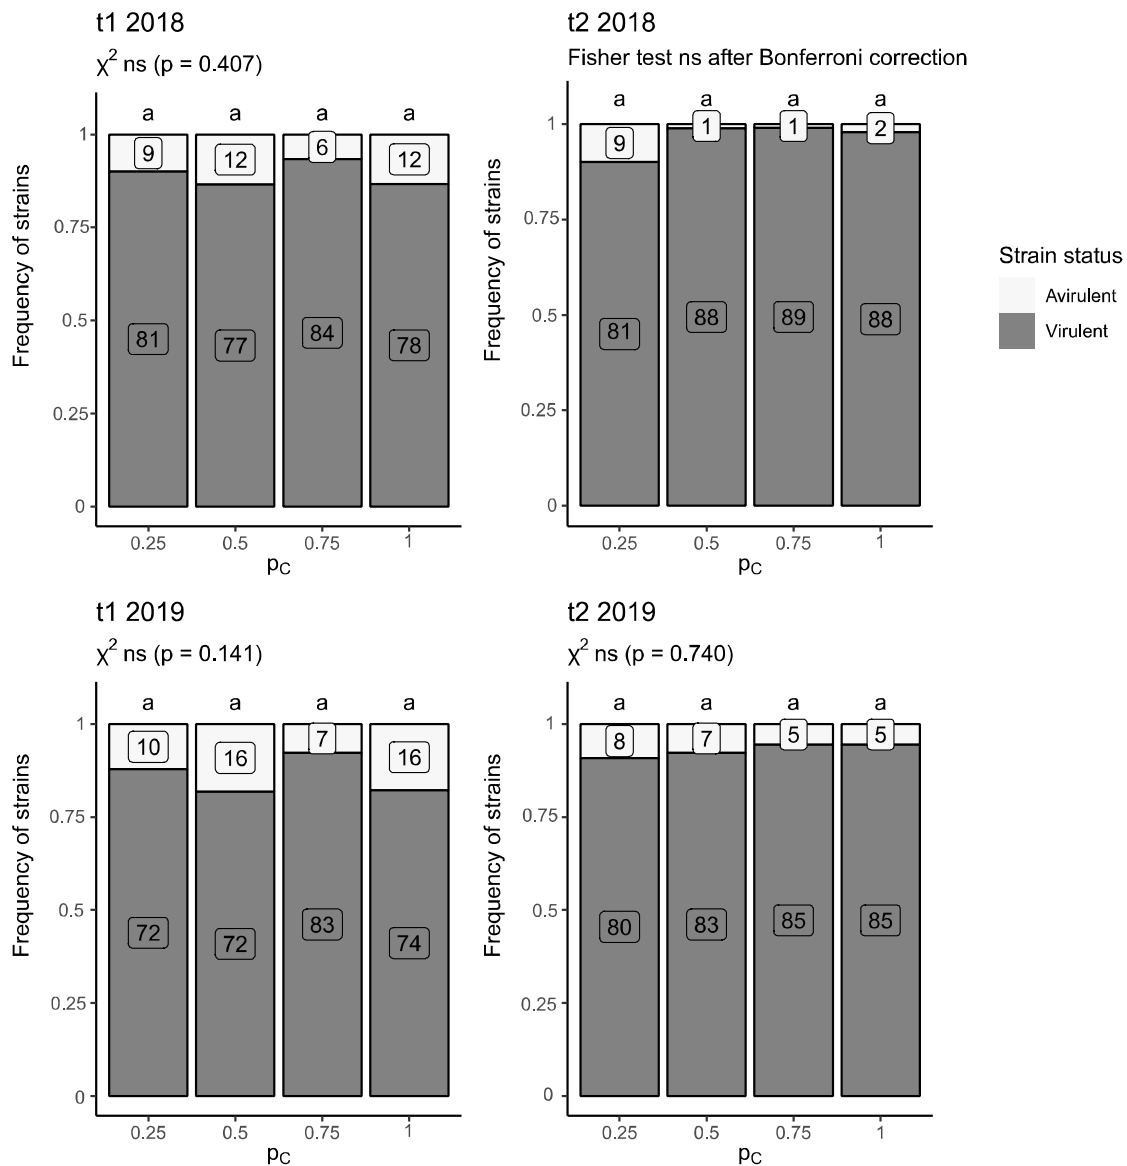 t1 2018
χ² ns (p = 0.407)
a a a a
9 12 6 12
81 77 84 78
1
0.75
0.5
0.25
0
Frequency of strains
0.25 0.5 0.75 1
pC
t2 2018
Fisher test ns after Bonferroni correction
a a a a
9 1 1 2
81 88 89 88
1
0.75
0.5
0.25
0
Frequency of strains
0.25 0.5 0.75 1
pC
Strain status
Avirulent
Virulent
t1 2019
χ² ns (p = 0.141)
a a a a
10 16 7 16
72 72 83 74
1
0.75
0.5
0.25
0
Frequency of strains
0.25 0.5 0.75 1
pC
t2 2019
χ² ns (p = 0.740)
a a a a
8 7 5 5
80 83 85 85
1
0.75
0.5
0.25
0
Frequency of strains
0.25 0.5 0.75 1
pC